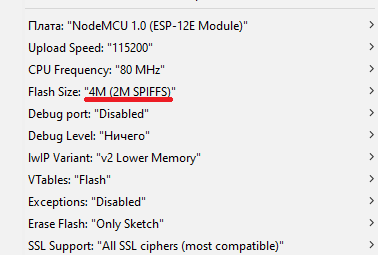 Плата: "NodeMCU 1.0 (ESP-12E Module)"
Upload Speed: "115200"
CPU Frequency: "80 MHz"
Flash Size: "4M (2M SPIFFS)"
Debug port: "Disabled"
Debug Level: "Ничего"
lwIP Variant: "v2 Lower Memory"
VTables: "Flash"
Exceptions: "Disabled"
Erase Flash: "Only Sketch"
SSL Support: "All SSL ciphers (most compatible)"